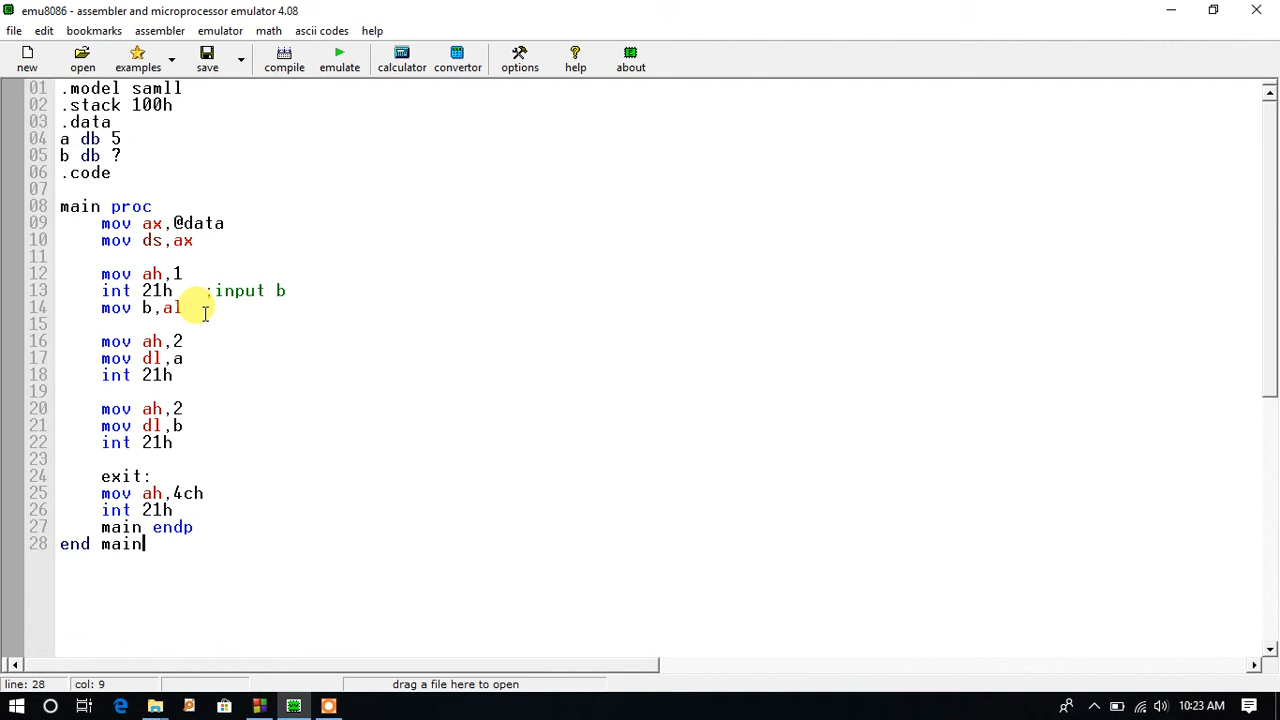 emu8086 - assembler and microprocessor emulator 4.08
file edit bookmarks assembler emulator math ascii codes help
new open examples save compile emulate calculator convertor options help about
01 .model samll
02 .stack 100h
03 .data
04 a db 5
05 b db ?
06 .code
07
08 main proc
09 mov ax,@data
10 mov ds,ax
11
12 mov ah,1
13 int 21h ;input b
14 mov b,al
15
16 mov ah,2
17 mov dl,a
18 int 21h
19
20 mov ah,2
21 mov dl,b
22 int 21h
23
24 exit:
25 mov ah,4ch
26 int 21h
27 main endp
28 end main
line: 28 col: 9 drag a file here to open
10:23 AM